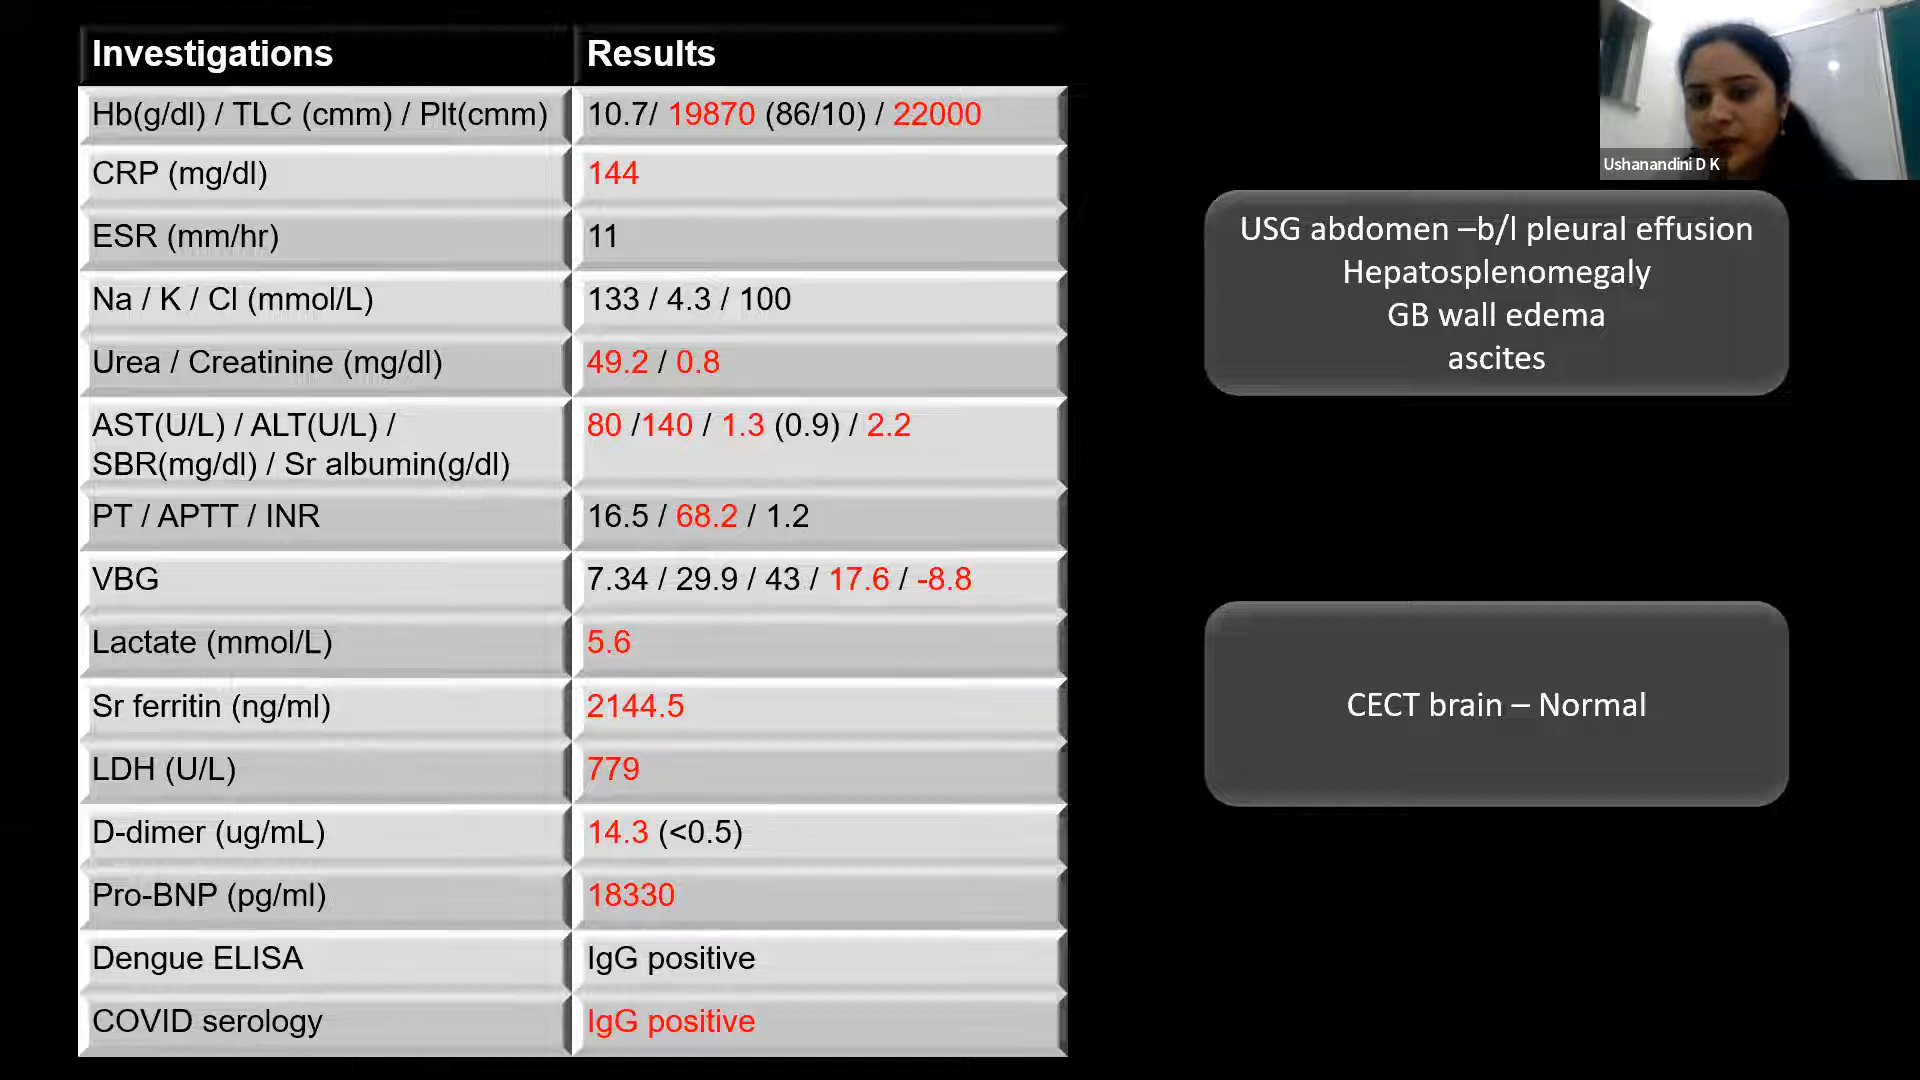 Investigations Results
Hb(g/dl) / TLC (cmm) / Plt(cmm) 10.7/ 19870 (86/10) / 22000
CRP (mg/dl) 144
ESR (mm/hr) 11
Na / K / Cl (mmol/L) 133 / 4.3 / 100
Urea / Creatinine (mg/dl) 49.2 / 0.8
AST(U/L) / ALT(U/L) / 80 /140 / 1.3 (0.9) / 2.2
SBR(mg/dl) / Sr albumin(g/dl)
PT / APTT / INR 16.5 / 68.2 / 1.2
VBG 7.34 / 29.9 / 43 / 17.6 / -8.8
Lactate (mmol/L) 5.6
Sr ferritin (ng/ml) 2144.5
LDH (U/L) 779
D-dimer (ug/mL) 14.3 (<0.5)
Pro-BNP (pg/ml) 18330
Dengue ELISA IgG positive
COVID serology IgG positive
Ushanandini D K
USG abdomen –b/l pleural effusion
Hepatosplenomegaly
GB wall edema
ascites
CECT brain – Normal